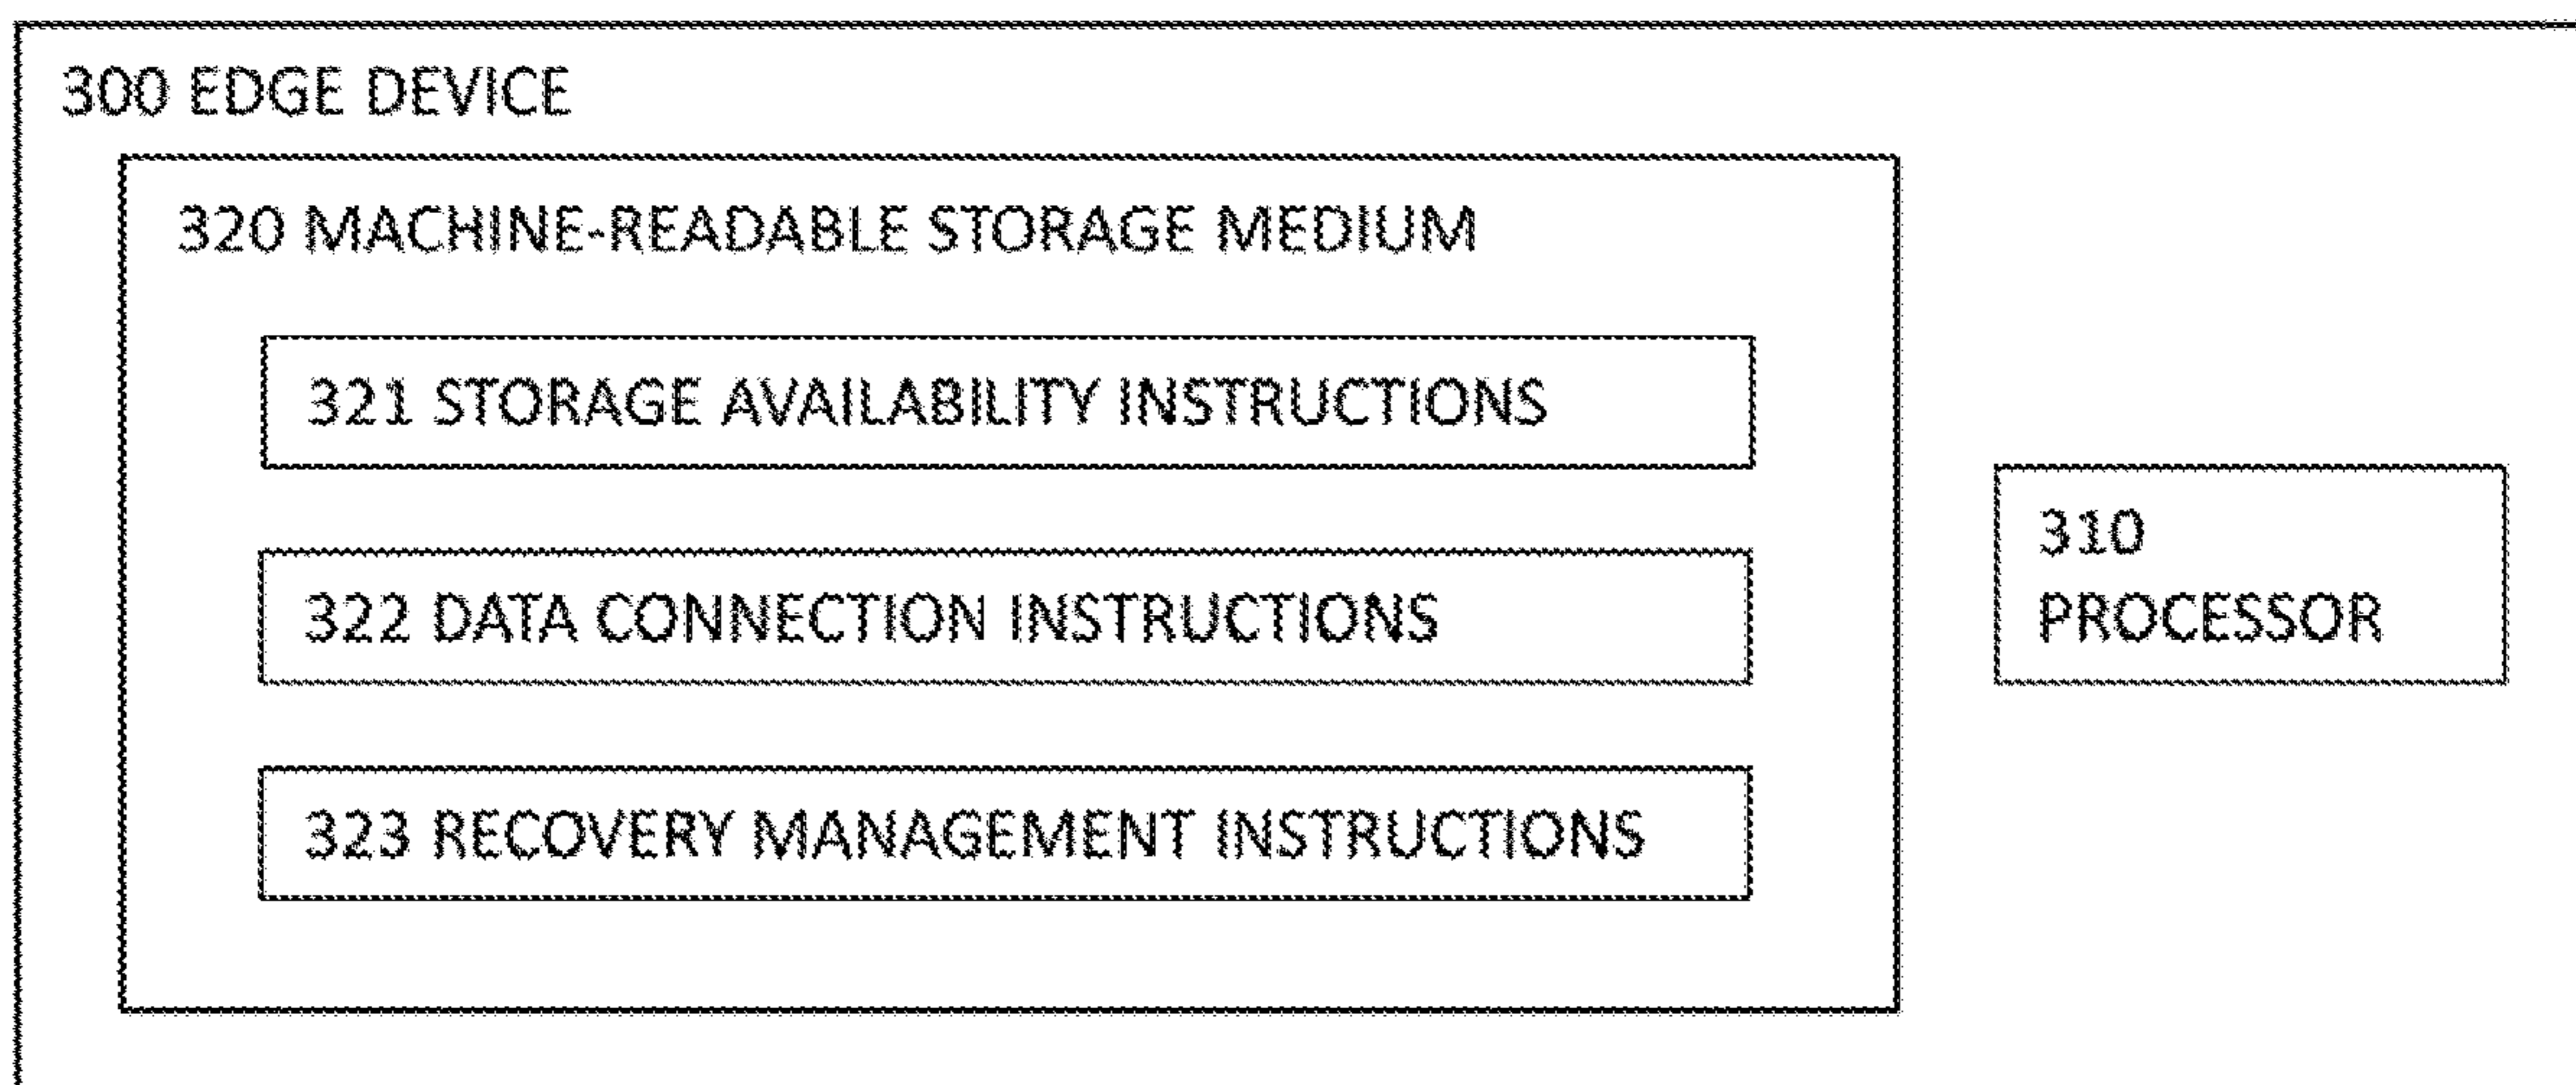 300 EDGE DEVICE
320 MACHINE-READABLE STORAGE MEDIUM
321 STORAGE AVAILABILITY INSTRUCTIONS
322 DATA CONNECTION INSTRUCTIONS
323 RECOVERY MANAGEMENT INSTRUCTIONS
310
PROCESSOR